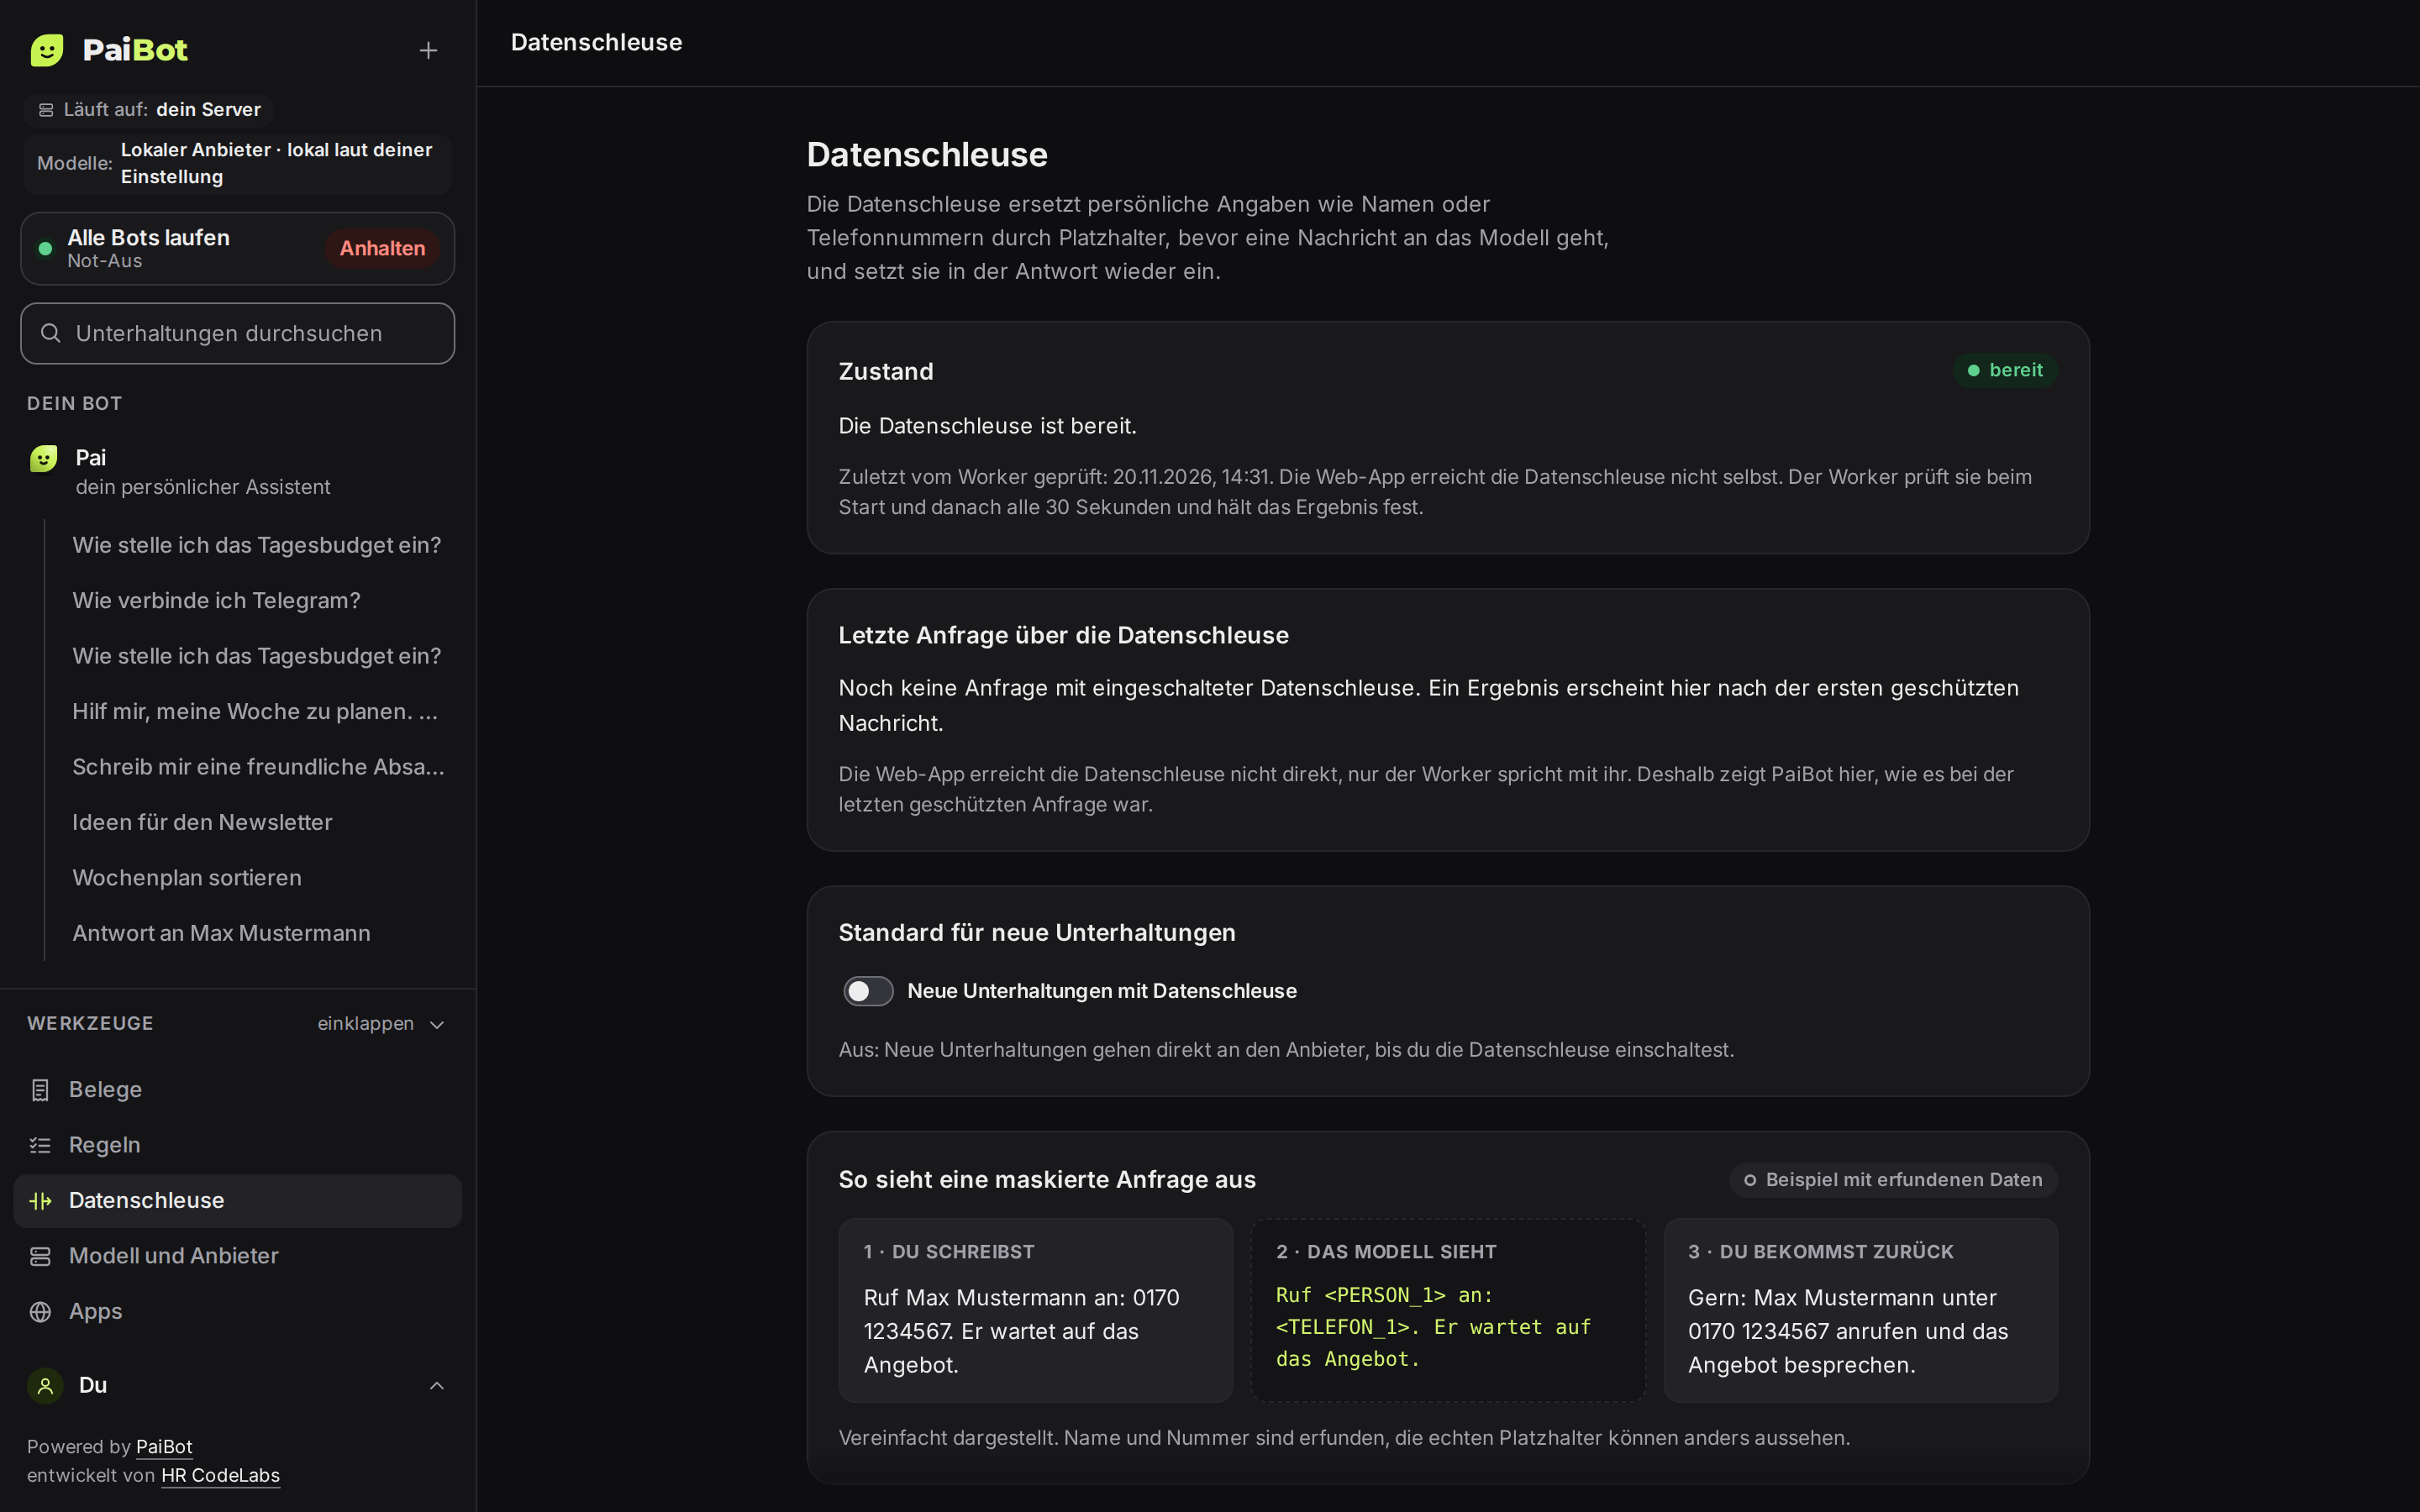 PaiBot
Läuft auf: dein Server
Modelle: Lokaler Anbieter · lokal laut deiner
Einstellung
Alle Bots laufen
Not-Aus
Anhalten
Unterhaltungen durchsuchen
DEIN BOT
Pai
dein persönlicher Assistent
Wie stelle ich das Tagesbudget ein?
Wie verbinde ich Telegram?
Wie stelle ich das Tagesbudget ein?
Hilf mir, meine Woche zu planen. ...
Schreib mir eine freundliche Absa...
Ideen für den Newsletter
Wochenplan sortieren
Antwort an Max Mustermann
WERKZEUGE
einklappen
Belege
Regeln
Datenschleuse
Modell und Anbieter
Apps
Du
Powered by PaiBot
entwickelt von HR CodeLabs
Datenschleuse
Datenschleuse
Die Datenschleuse ersetzt persönliche Angaben wie Namen oder
Telefonnummern durch Platzhalter, bevor eine Nachricht an das Modell geht,
und setzt sie in der Antwort wieder ein.
Zustand
bereit
Die Datenschleuse ist bereit.
Zuletzt vom Worker geprüft: 20.11.2026, 14:31. Die Web-App erreicht die Datenschleuse nicht selbst. Der Worker prüft sie beim
Start und danach alle 30 Sekunden und hält das Ergebnis fest.
Letzte Anfrage über die Datenschleuse
Noch keine Anfrage mit eingeschalteter Datenschleuse. Ein Ergebnis erscheint hier nach der ersten geschützten
Nachricht.
Die Web-App erreicht die Datenschleuse nicht direkt, nur der Worker spricht mit ihr. Deshalb zeigt PaiBot hier, wie es bei der
letzten geschützten Anfrage war.
Standard für neue Unterhaltungen
Neue Unterhaltungen mit Datenschleuse
Aus: Neue Unterhaltungen gehen direkt an den Anbieter, bis du die Datenschleuse einschaltest.
So sieht eine maskierte Anfrage aus
Beispiel mit erfundenen Daten
1 · DU SCHREIBST
Ruf Max Mustermann an: 0170
1234567. Er wartet auf das
Angebot.
2 · DAS MODELL SIEHT
Ruf <PERSON_1> an:
<TELEFON_1>. Er wartet auf
das Angebot.
3 · DU BEKOMMST ZURÜCK
Gern: Max Mustermann unter
0170 1234567 anrufen und das
Angebot besprechen.
Vereinfacht dargestellt. Name und Nummer sind erfunden, die echten Platzhalter können anders aussehen.